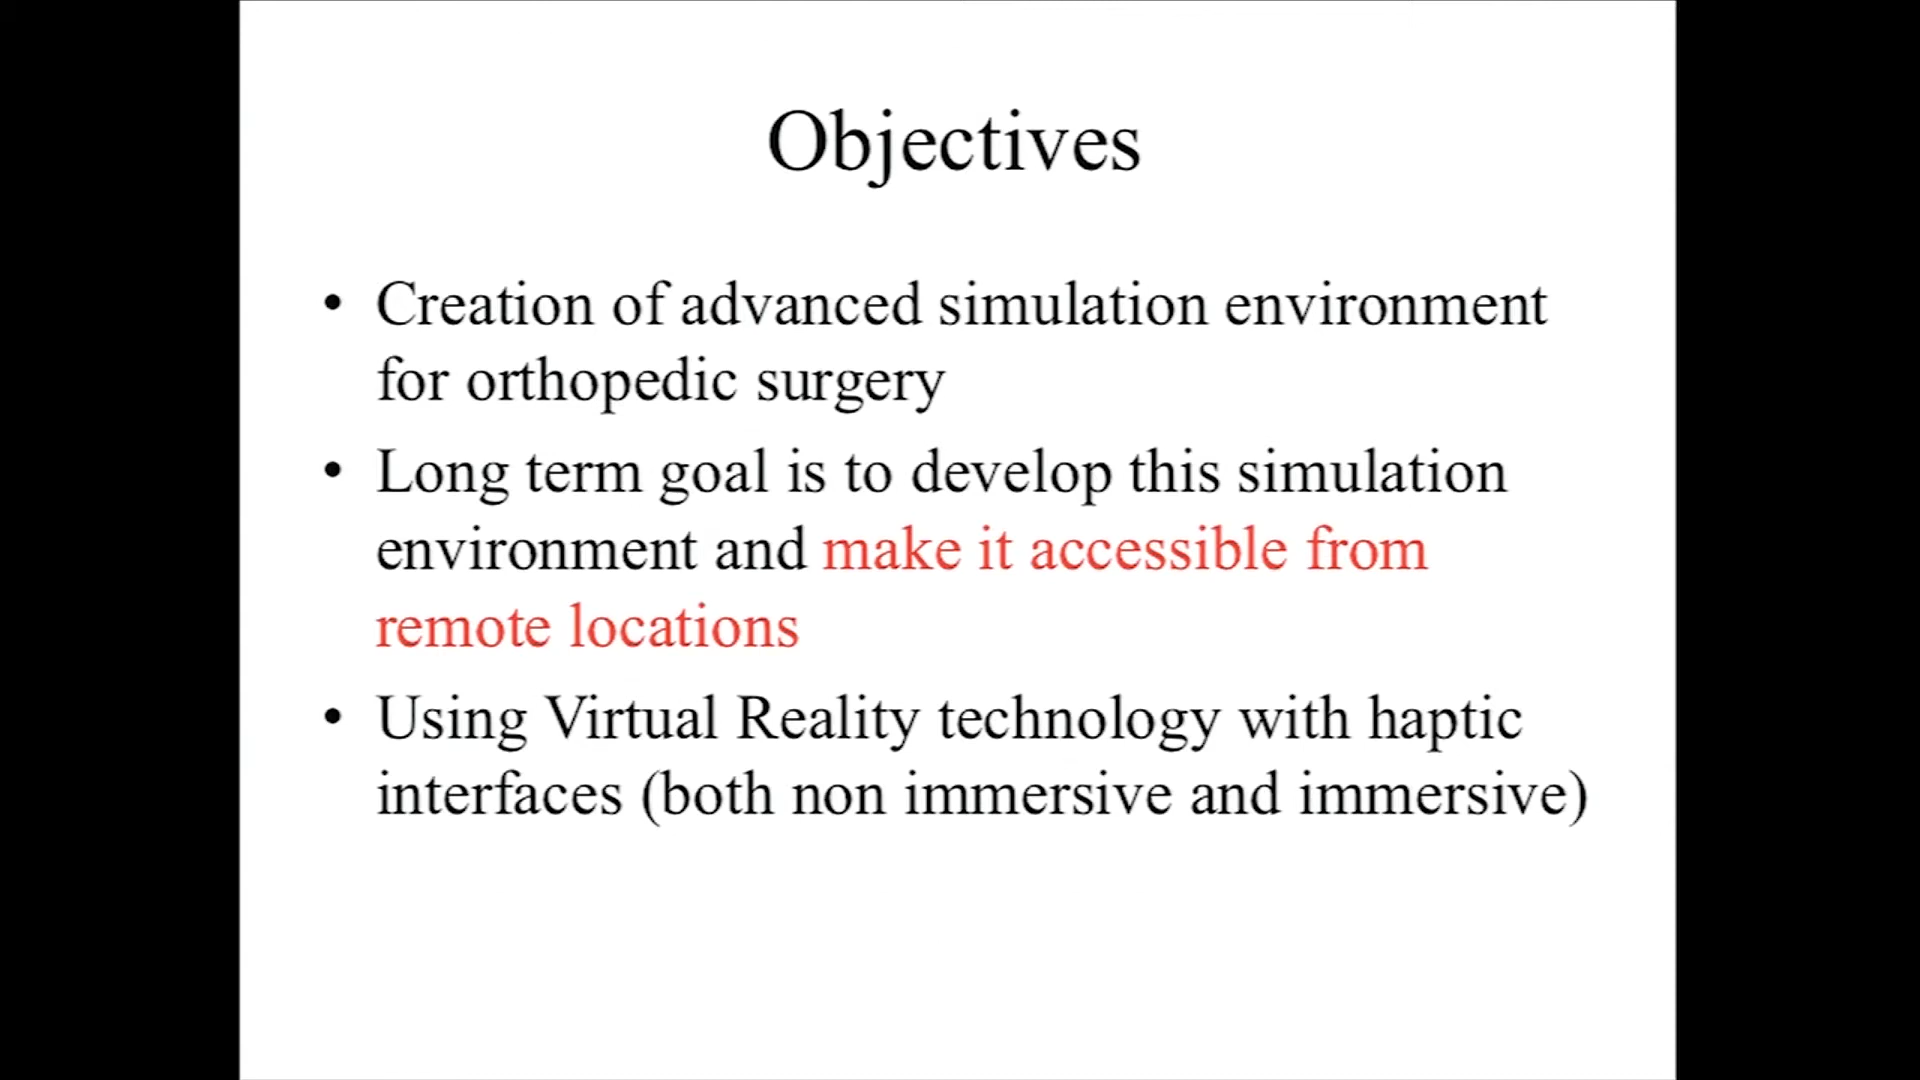 Objectives
• Creation of advanced simulation environment
for orthopedic surgery
• Long term goal is to develop this simulation
environment and make it accessible from
remote locations
• Using Virtual Reality technology with haptic
interfaces (both non immersive and immersive)